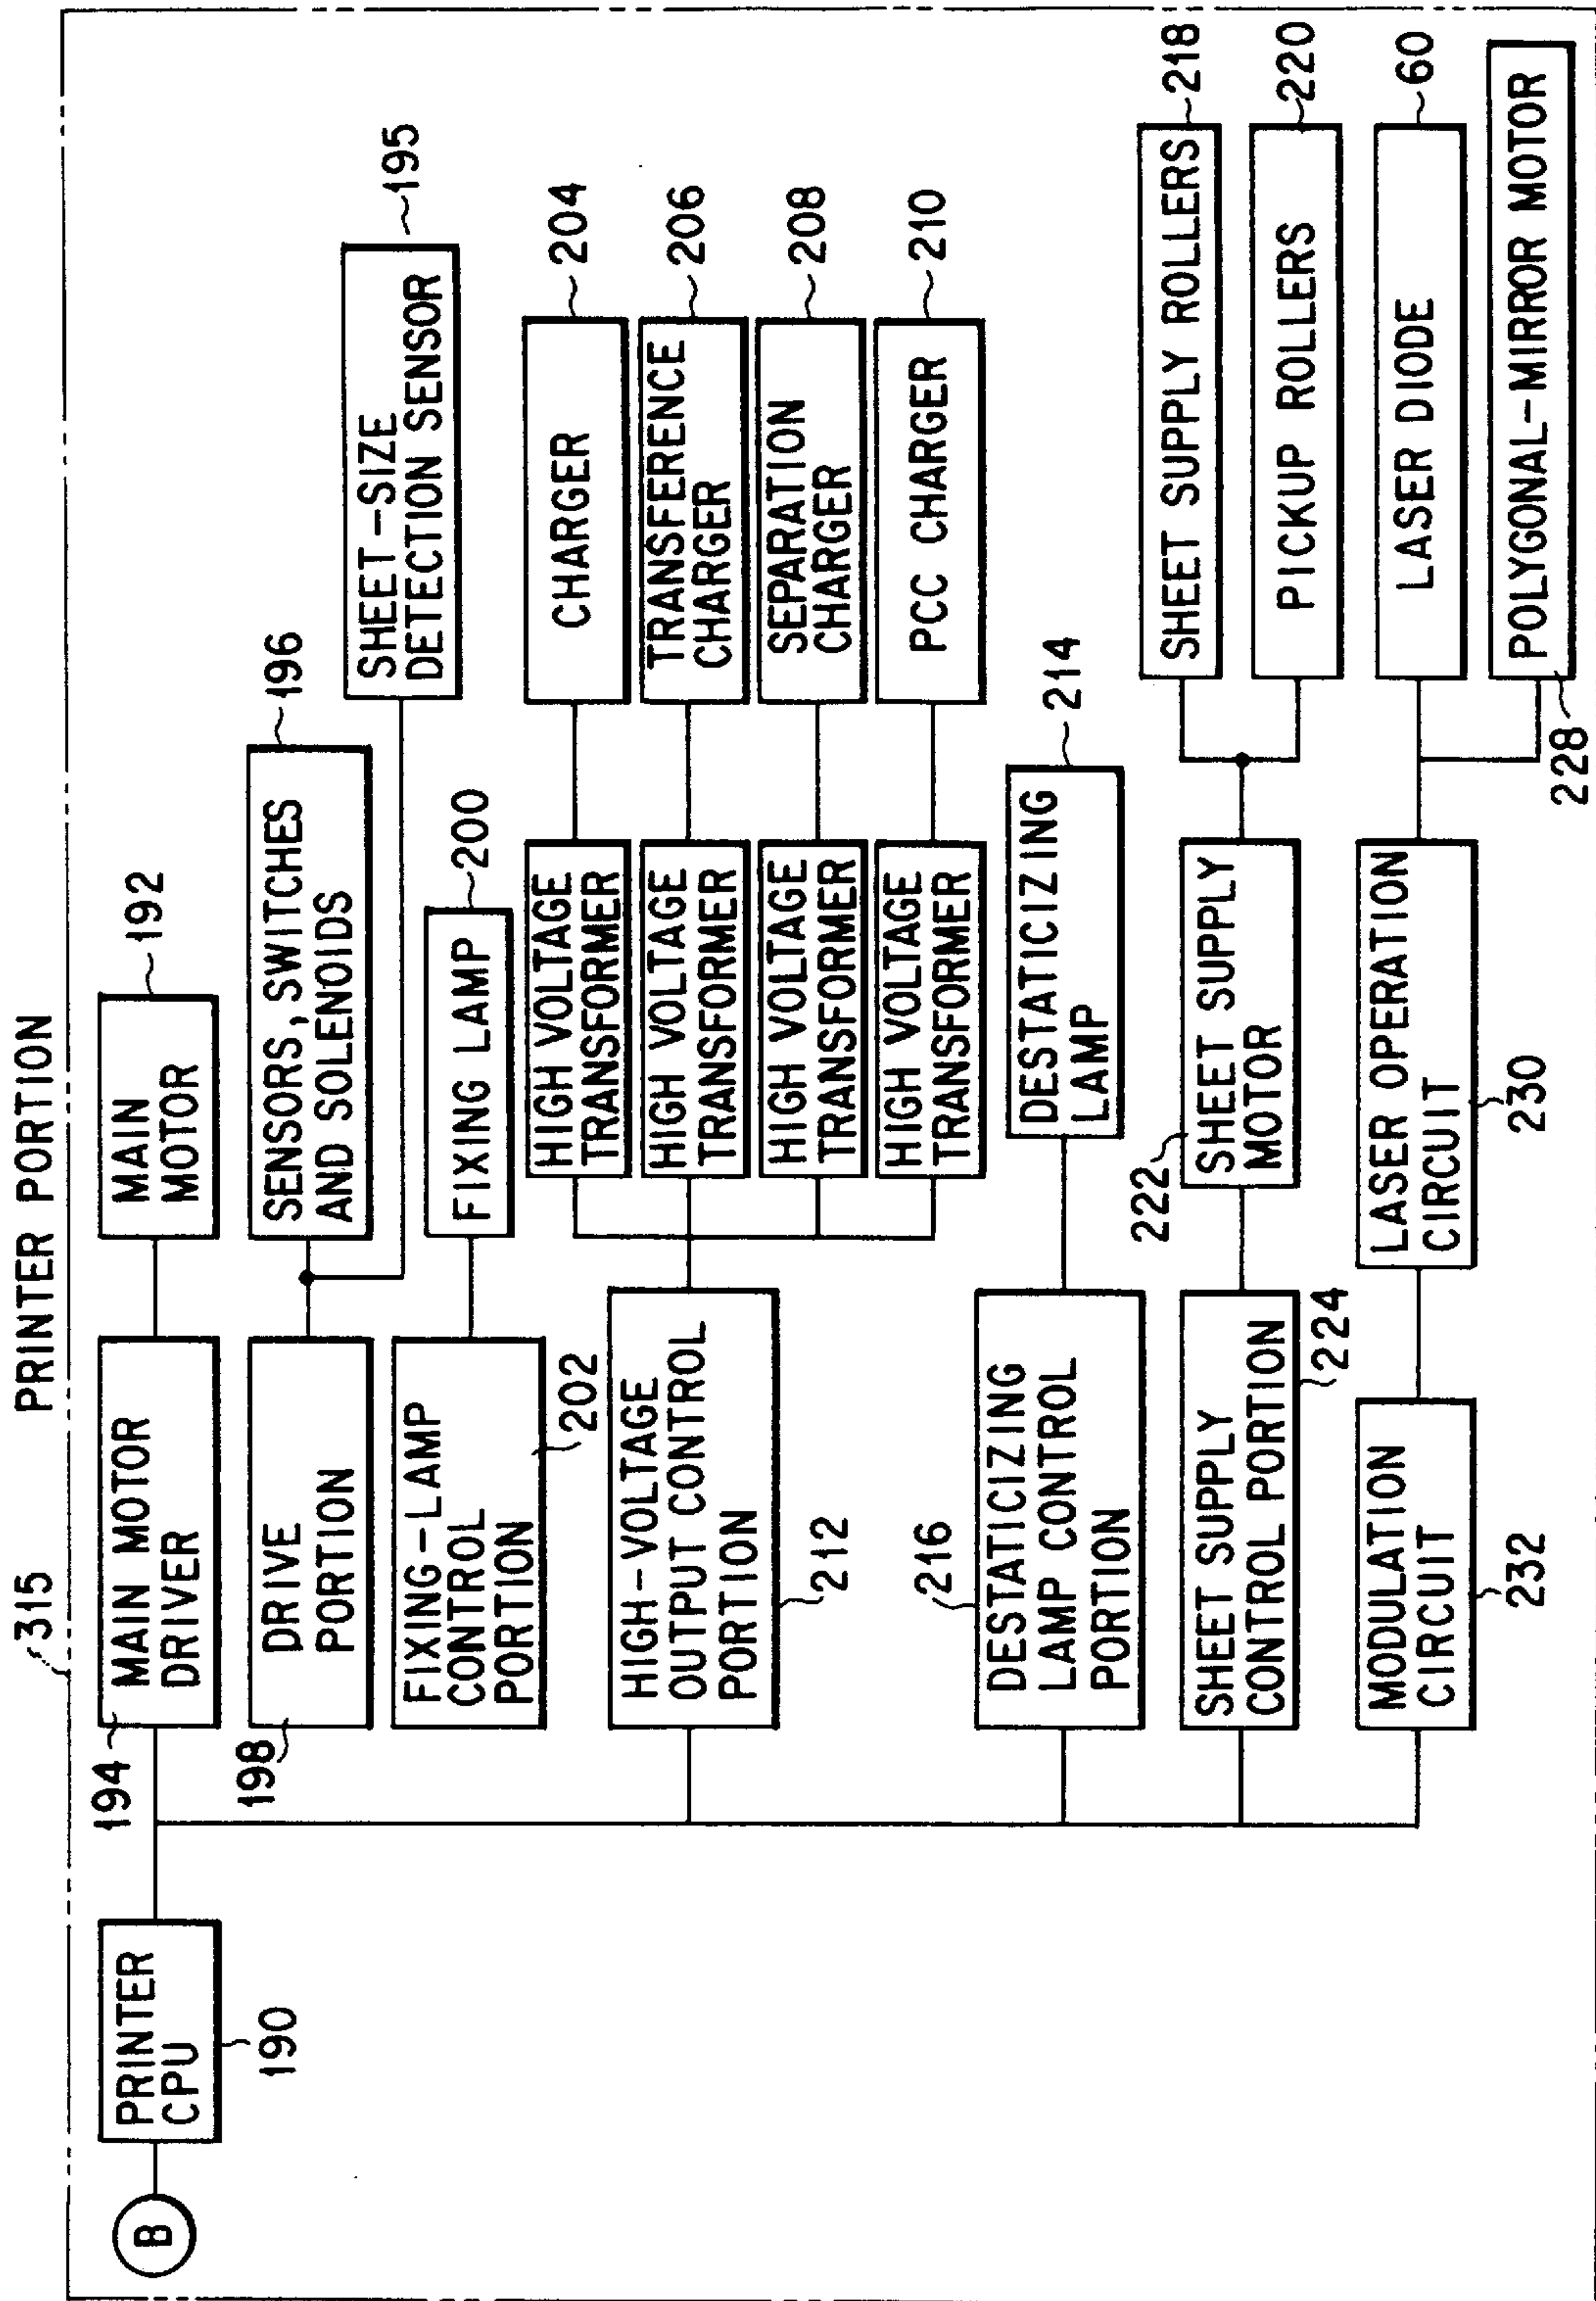 PRINTER PORTION
315
B
PRINTER
CPU
190
194
MAIN MOTOR
DRIVER
MAIN
MOTOR
192
198
DRIVE
PORTION
SENSORS, SWITCHES
AND SOLENOIDS
196
SHEET-SIZE
DETECTION SENSOR
195
FIXING-LAMP
CONTROL
PORTION
202
FIXING LAMP
200
HIGH-VOLTAGE
OUTPUT CONTROL
PORTION
212
HIGH VOLTAGE
TRANSFORMER
CHARGER
204
HIGH VOLTAGE
TRANSFORMER
TRANSFERENCE
CHARGER
206
HIGH VOLTAGE
TRANSFORMER
SEPARATION
CHARGER
208
HIGH VOLTAGE
TRANSFORMER
PCC CHARGER
210
216
DESTATICIZING
LAMP CONTROL
PORTION
DESTATICIZING
LAMP
214
SHEET SUPPLY
CONTROL PORTION
224
222
SHEET SUPPLY
MOTOR
SHEET SUPPLY ROLLERS
218
PICKUP ROLLERS
220
MODULATION
CIRCUIT
232
LASER OPERATION
CIRCUIT
230
LASER DIODE
60
POLYGONAL-MIRROR MOTOR
228